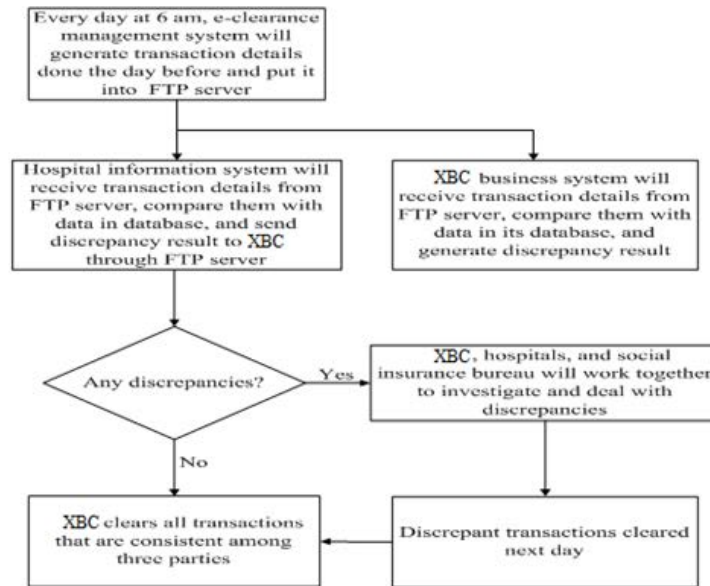 Every day at 6 am, e-clearance
management system will
generate transaction details
done the day before and put it
into FTP server
Hospital information system will
receive transaction details from
FTP server, compare them with
data in database, and send
discrepancy result to XBC
through FTP server
XBC business system will
receive transaction details from
FTP server, compare them with
data in its database, and
generate discrepancy result
Any discrepancies?
Yes
XBC, hospitals, and social
insurance bureau will work together
to investigate and deal with
discrepancies
No
XBC clears all transactions
that are consistent among
three parties
Discrepant transactions cleared
next day